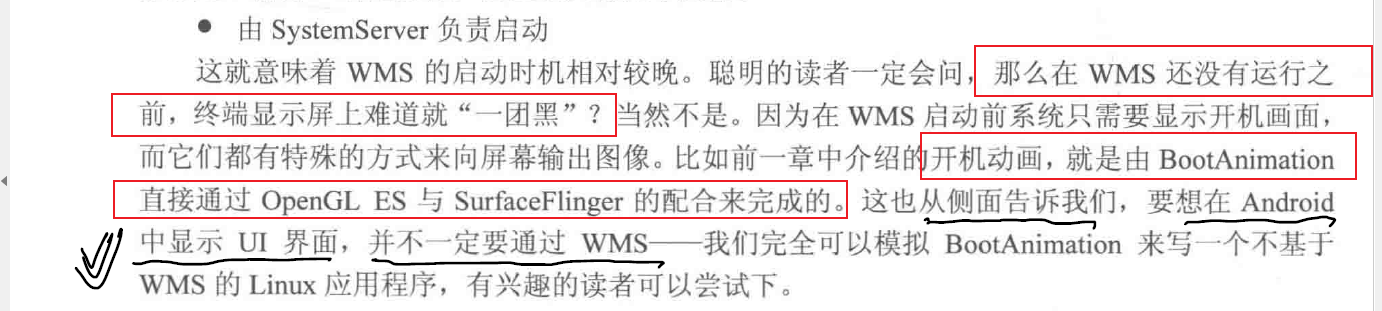 ● 由 SystemServer 负责启动
这就意味着 WMS 的启动时机相对较晚。聪明的读者一定会问，那么在 WMS 还没有运行之
前，终端显示屏上难道就“一团黑”？当然不是。因为在 WMS 启动前系统只需要显示开机画面，
而它们都有特殊的方式来向屏幕输出图像。比如前一章中介绍的开机动画，就是由 BootAnimation
直接通过 OpenGL ES 与 SurfaceFlinger 的配合来完成的。这也从侧面告诉我们，要想在 Android
中显示 UI 界面，并不一定要通过 WMS——我们完全可以模拟 BootAnimation 来写一个不基于
WMS 的 Linux 应用程序，有兴趣的读者可以尝试下。